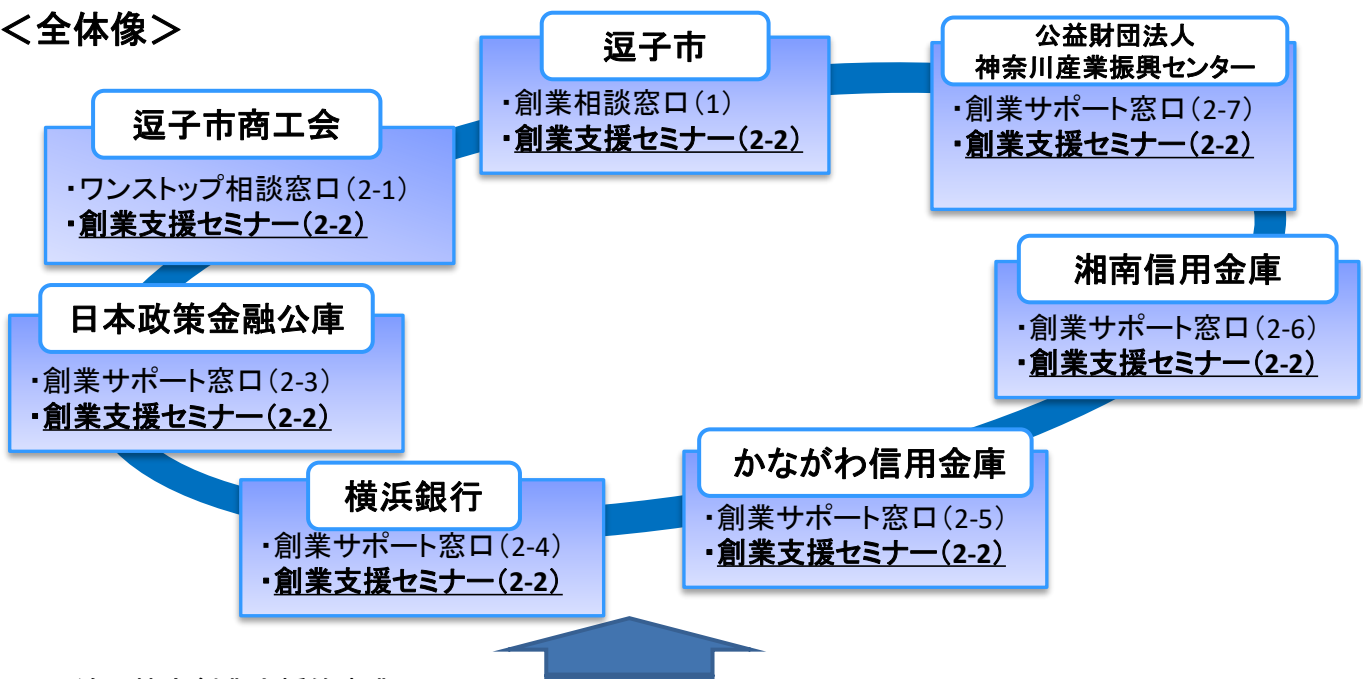 <全体像>
逗子市
・創業相談窓口(1)
・創業支援セミナー(2-2)
公益財団法人
神奈川産業振興センター
・創業サポート窓口(2-7)
・創業支援セミナー(2-2)
逗子市商工会
・ワンストップ相談窓口(2-1)
・創業支援セミナー(2-2)
湘南信用金庫
・創業サポート窓口(2-6)
・創業支援セミナー(2-2)
日本政策金融公庫
・創業サポート窓口(2-3)
・創業支援セミナー(2-2)
かながわ信用金庫
・創業サポート窓口(2-5)
・創業支援セミナー(2-2)
横浜銀行
・創業サポート窓口(2-4)
・創業支援セミナー(2-2)